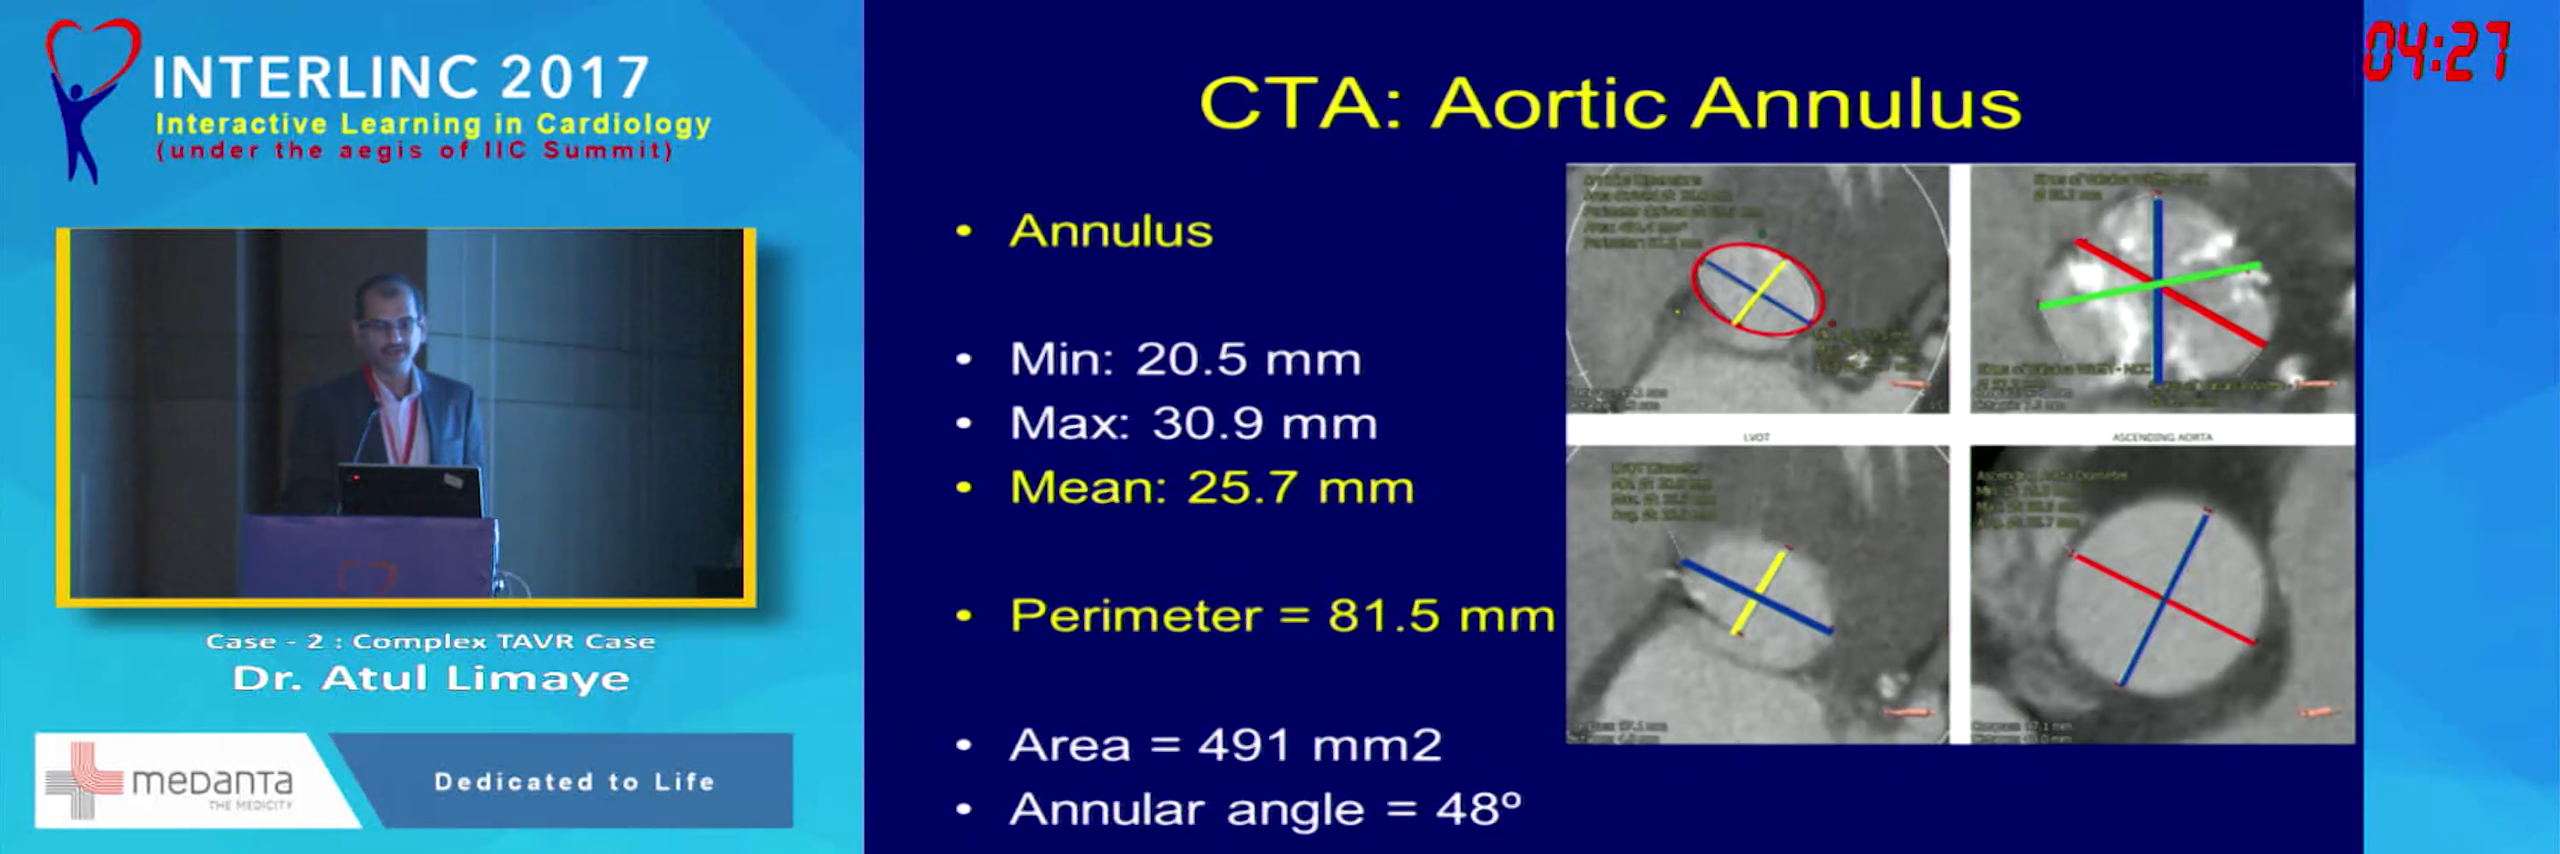 INTERLINC 2017
Interactive Learning in Cardiology
(under the aegis of IIC Summit)
Case - 2 : Complex TAVR Case
Dr. Atul Limaye
meDanTa
THE MEDICITY
Dedicated to Life
04:27
CTA: Aortic Annulus
• Annulus
• Min: 20.5 mm
• Max: 30.9 mm
• Mean: 25.7 mm
• Perimeter = 81.5 mm
• Area = 491 mm2
• Annular angle = 48º
LVOT
ASCENDING AORTA